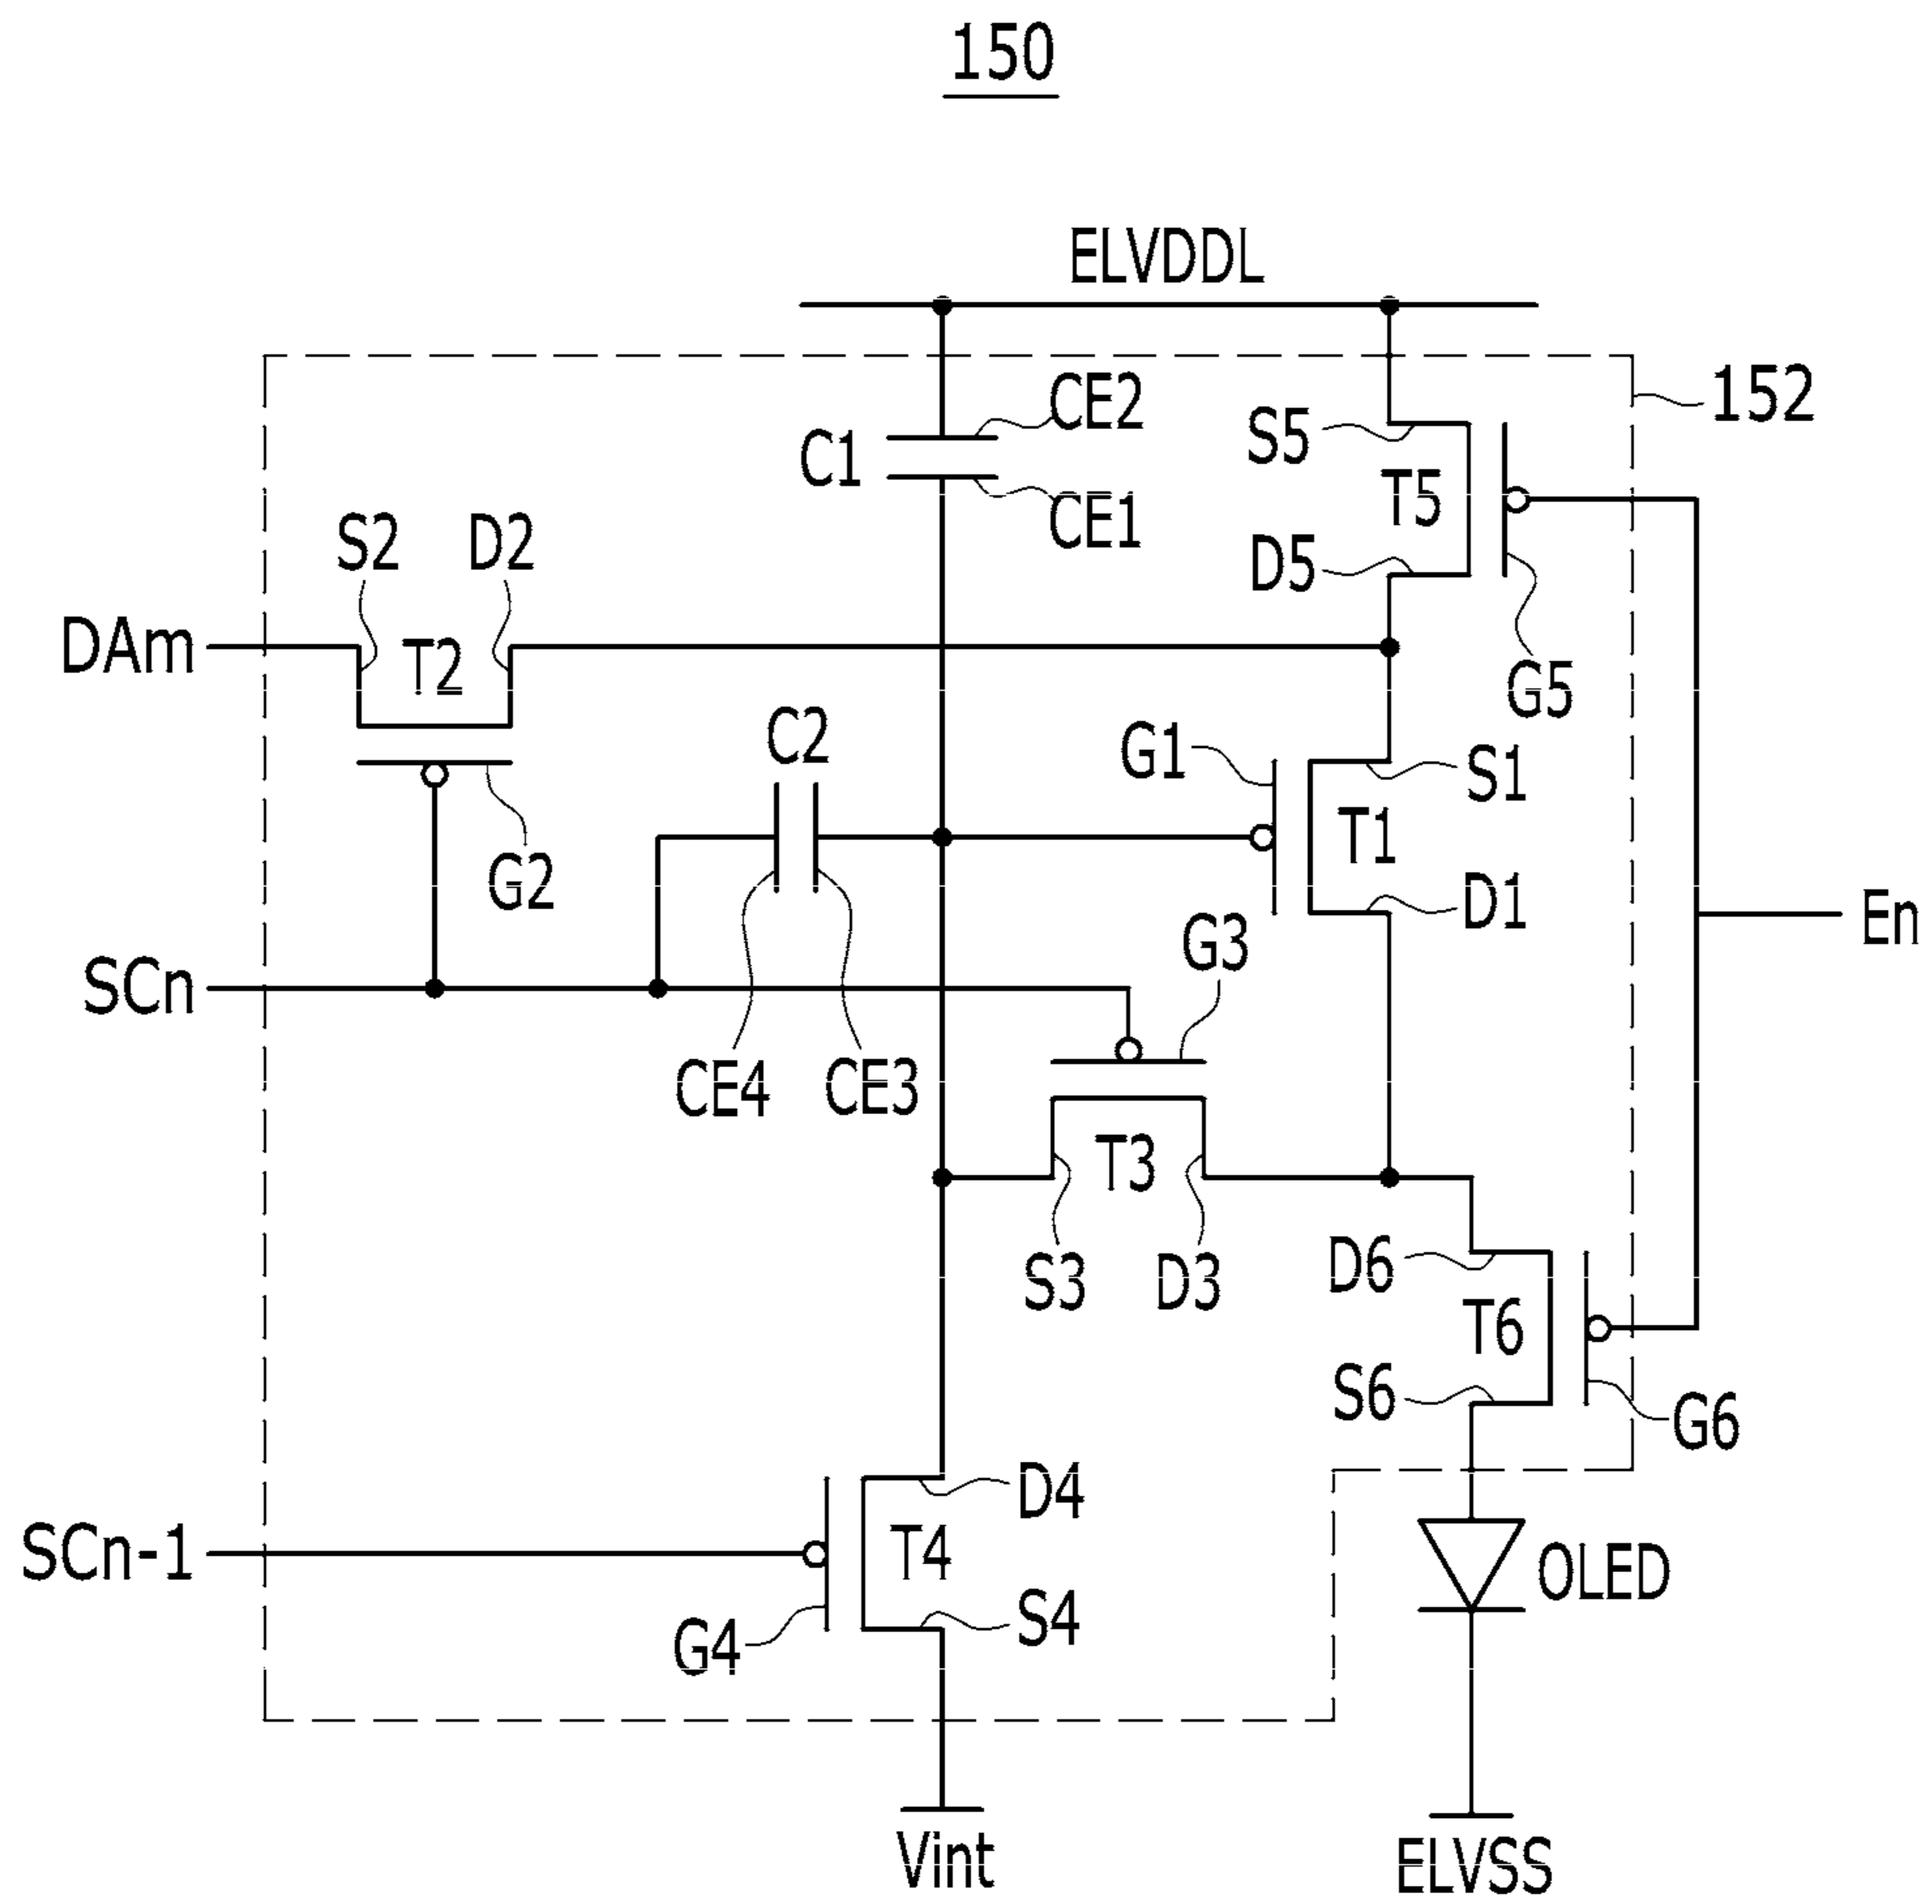 150
ELVDDL
CE2
152
S5
C1
T5
CE1
S2
D2
D5
DAm
T2
G5
C2
G1
S1
T1
G2
D1
En
G3
SCn
CE4
CE3
T3
D6
S3
D3
T6
S6
G6
D4
SCn-1
T4
OLED
S4
G4
Vint
ELVSS